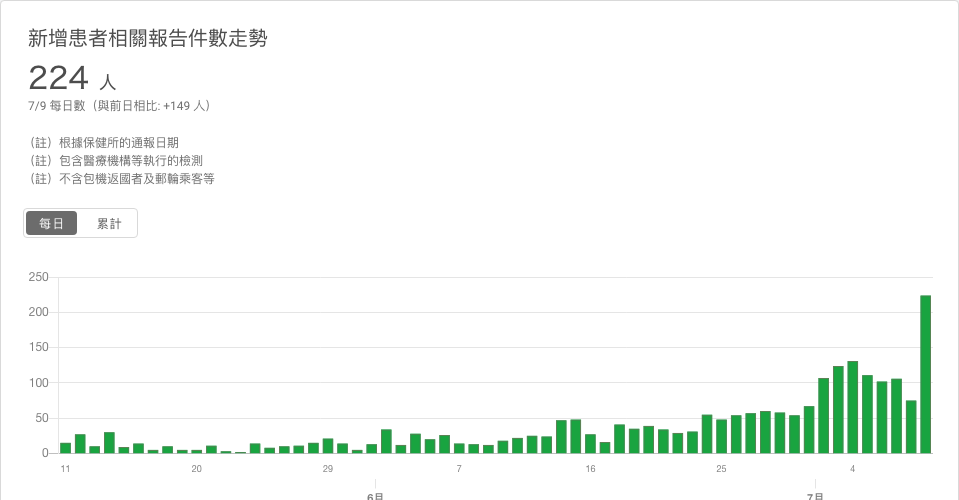 新增患者相關報告件數走勢
224 人
7/9 每日數（與前日相比: +149 人）
（註）根據保健所的通報日期
（註）包含醫療機構等執行的檢測
（註）不含包機返國者及郵輪乘客等
每日 累計
250
200
150
100
50
0
11 20 29 7 16 25 4
6月 7月